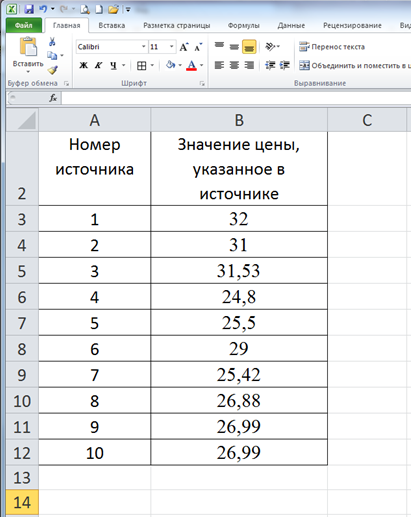 Файл Главная Вставка Разметка страницы Формулы Данные Рецензирование
Вставить
Calibri 11
Ж К Ч
Перенос текста
Объединить и поместить в ц
Буфер обмена Шрифт Выравнивание
fx
A B C
Номер Значение цены,
источника указанное в
2 источнике
3 1 32
4 2 31
5 3 31,53
6 4 24,8
7 5 25,5
8 6 29
9 7 25,42
10 8 26,88
11 9 26,99
12 10 26,99
13
14